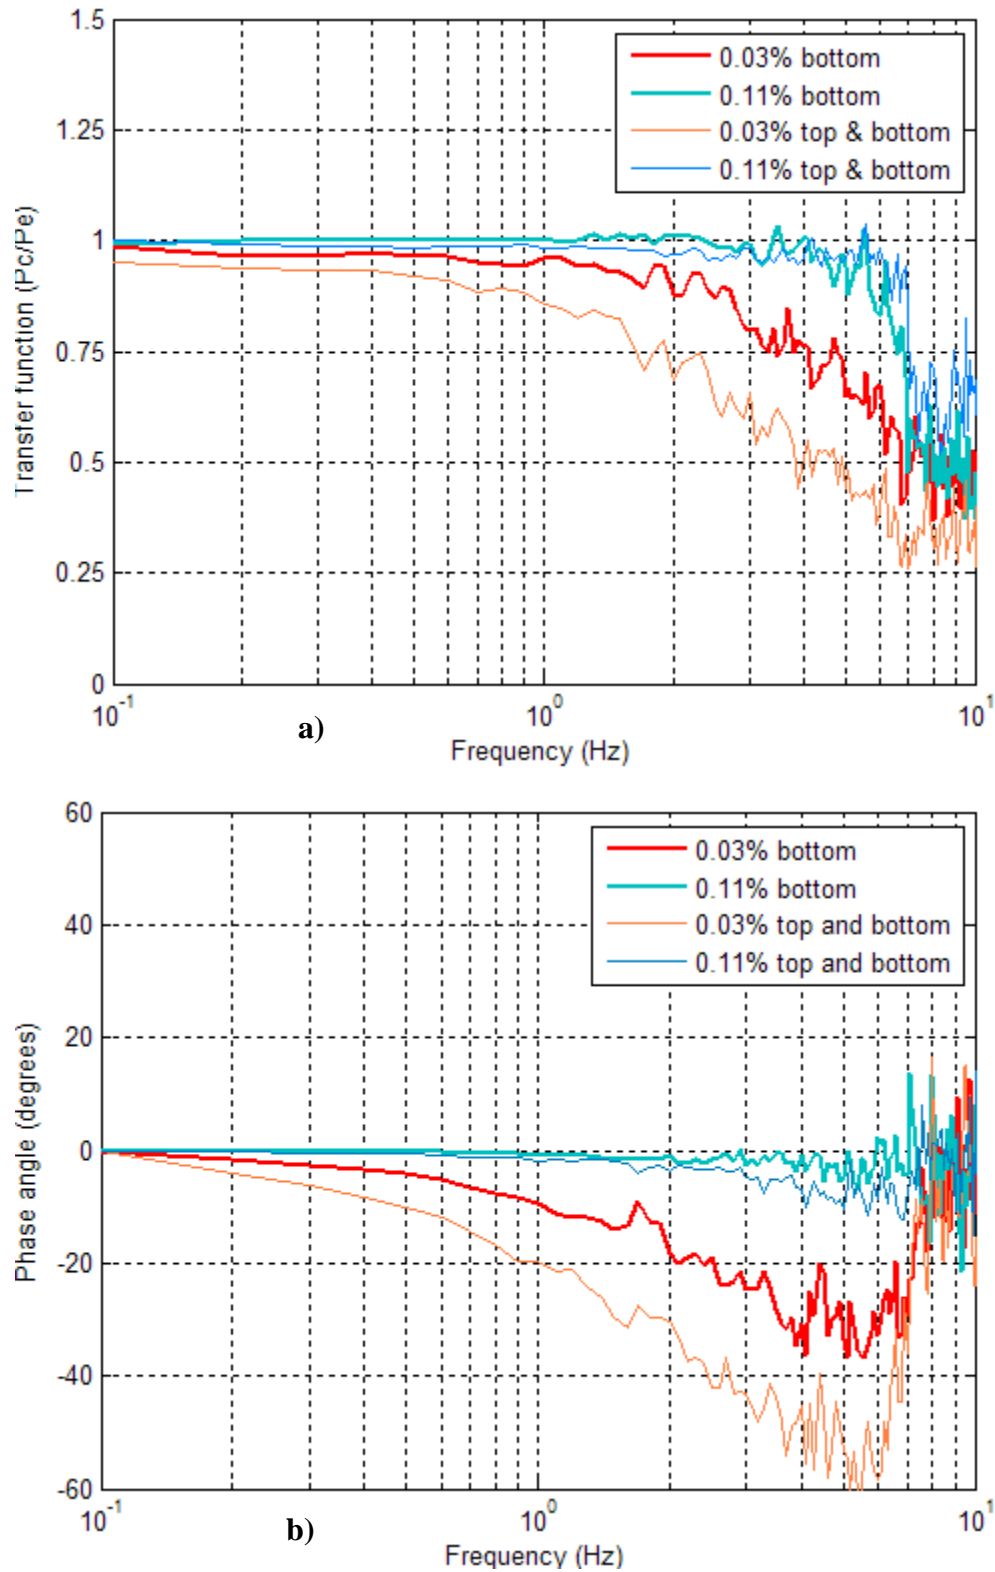 1.5
0.03% bottom
0.11% bottom
1.25
0.03% top & bottom
0.11% top & bottom
1
Transfer function (Pc/Pe)
0.75
0.5
0.25
0
10-1
100
101
a)
Frequency (Hz)
60
0.03% bottom
0.11% bottom
40
0.03% top and bottom
0.11% top and bottom
20
0
Phase angle (degrees)
-20
-40
-60
10-1
100
101
b)
Frequency (Hz)